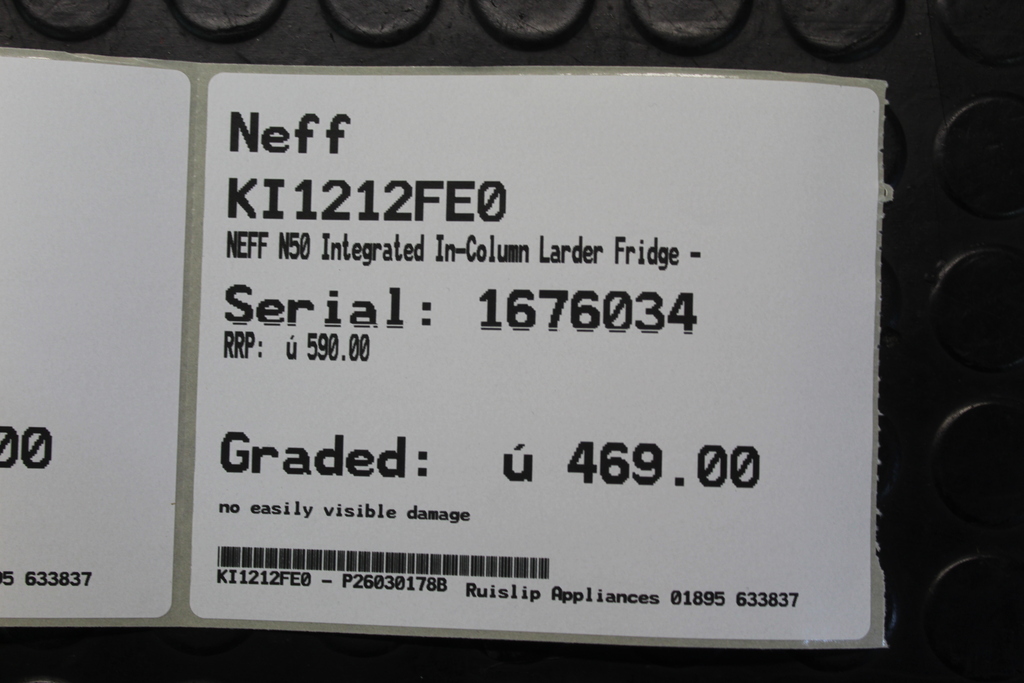 Neff
KI1212FE0
NEFF N50 Integrated In-Column Larder Fridge -
Serial: 1676034
RRP: ú 590.00
Graded: ú 469.00
no easily visible damage
KI1212FE0 - P26030178B Ruislip Appliances 01895 633837
00
5 633837